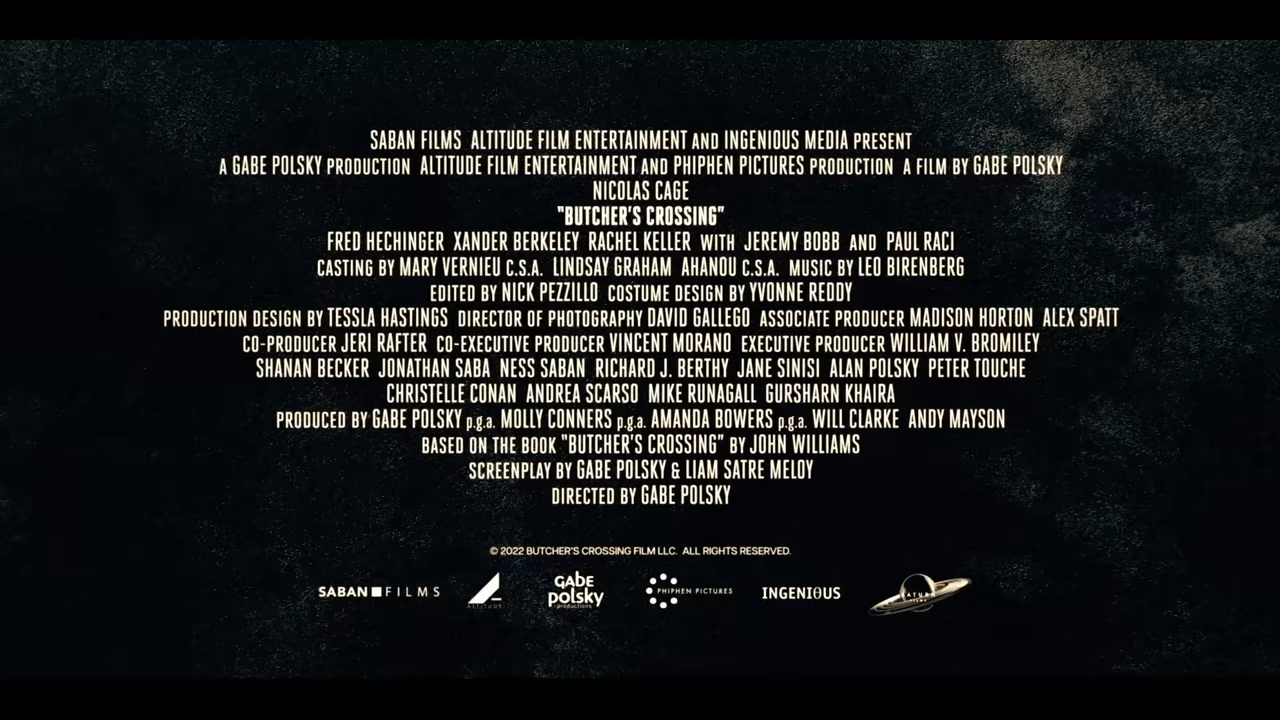 SABAN FILMS ALTITUDE FILM ENTERTAINMENT AND INGENIOUS MEDIA PRESENT
A GABE POLSKY PRODUCTION ALTITUDE FILM ENTERTAINMENT AND PHIPHEN PICTURES PRODUCTION A FILM BY GABE POLSKY
NICOLAS CAGE
"BUTCHER'S CROSSING"
FRED HECHINGER XANDER BERKELEY RACHEL KELLER WITH JEREMY BOBB AND PAUL RACI
CASTING BY MARY VERNIEU C.S.A. LINDSAY GRAHAM AHANOU C.S.A. MUSIC BY LEO BIRENBERG
EDITED BY NICK PEZZILLO COSTUME DESIGN BY YVONNE REDDY
PRODUCTION DESIGN BY TESSLA HASTINGS DIRECTOR OF PHOTOGRAPHY DAVID GALLEGO ASSOCIATE PRODUCER MADISON HORTON ALEX SPATT
CO-PRODUCER JERI RAFTER CO-EXECUTIVE PRODUCER VINCENT MORANO EXECUTIVE PRODUCER WILLIAM V. BROMILEY
SHANAN BECKER JONATHAN SABA NESS SABAN RICHARD J. BERTHY JANE SINISI ALAN POLSKY PETER TOUCHE
CHRISTELLE CONAN ANDREA SCARSO MIKE RUNAGALL GURSHARN KHAIRA
PRODUCED BY GABE POLSKY p.g.a. MOLLY CONNERS p.g.a. AMANDA BOWERS p.g.a. WILL CLARKE ANDY MAYSON
BASED ON THE BOOK "BUTCHER'S CROSSING" BY JOHN WILLIAMS
SCREENPLAY BY GABE POLSKY & LIAM SATRE MELOY
DIRECTED BY GABE POLSKY
© 2022 BUTCHER'S CROSSING FILM LLC. ALL RIGHTS RESERVED.
SABAN FILMS
ALTITUDE
GABE
POLSKY
productions
PHIPHEN PICTURES
INGENIOUS